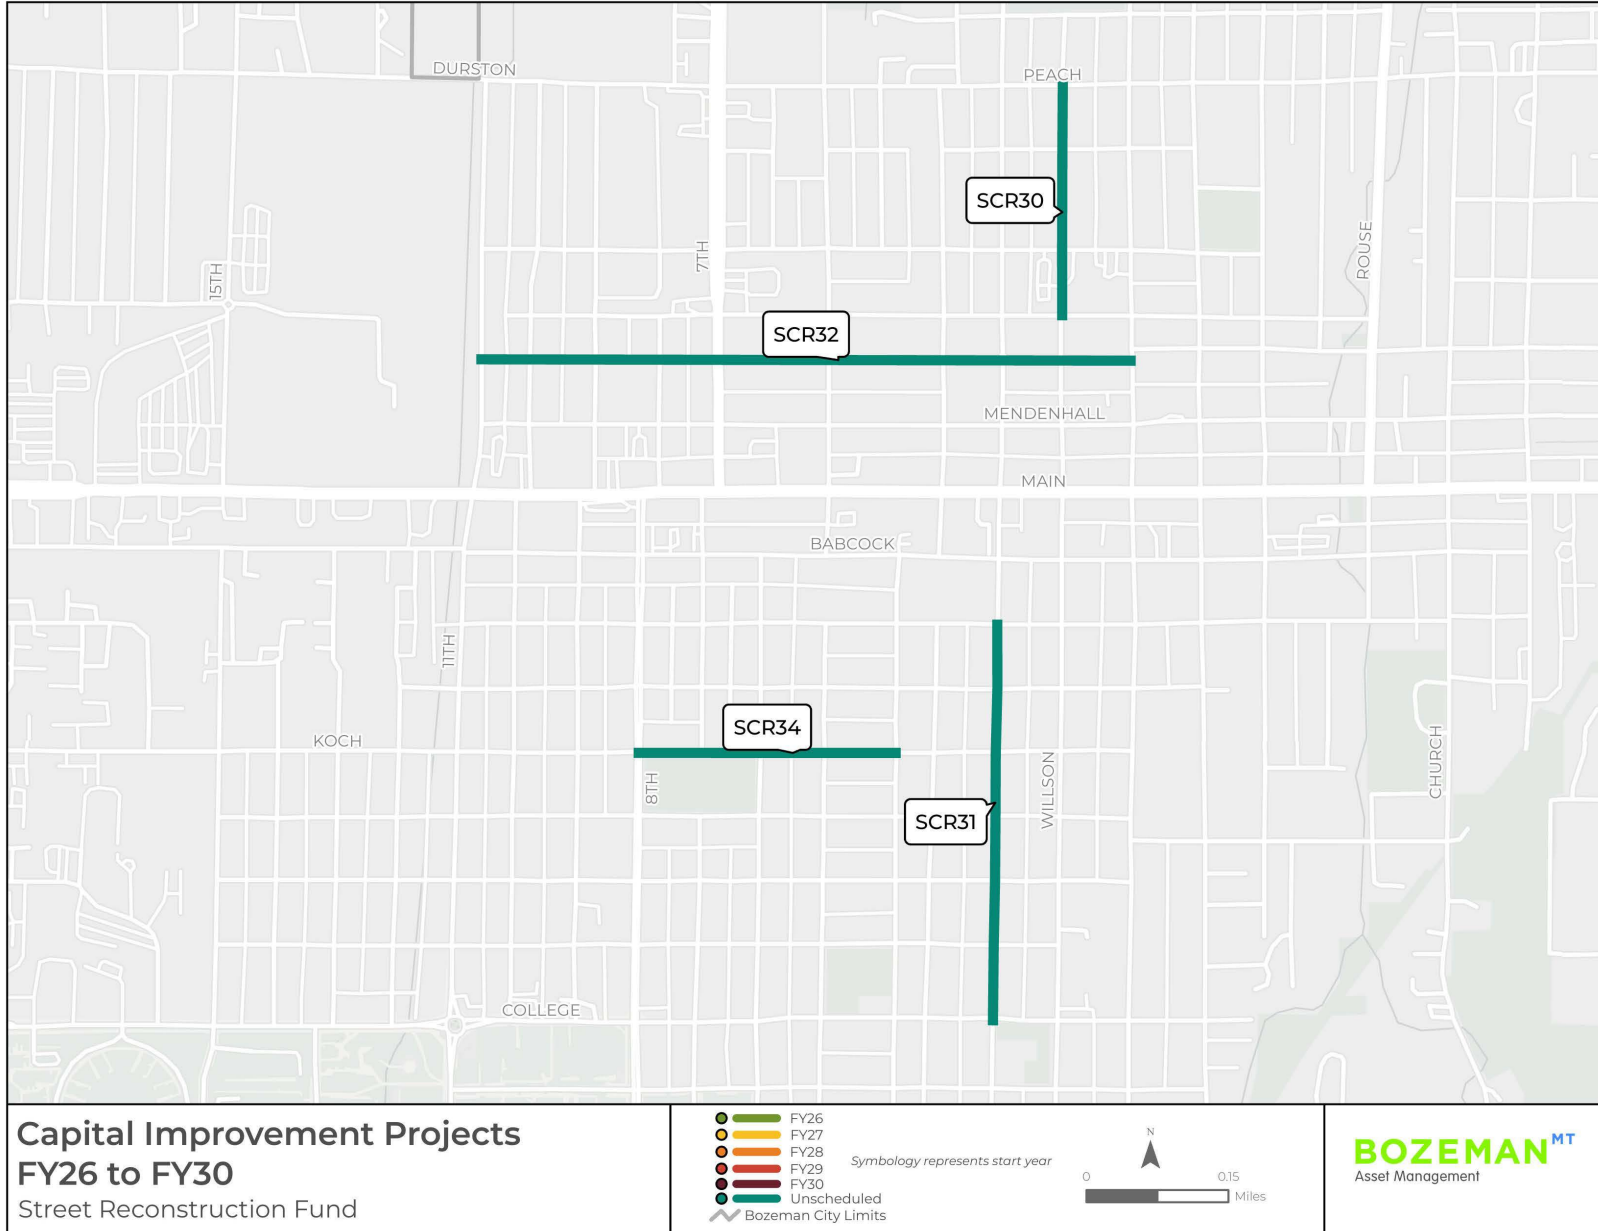 DURSTON
PEACH
SCR30
ROUSE
7TH
15TH
SCR32
MENDENHALL
MAIN
BABCOCK
11TH
SCR34
KOCH
WILLSON
CHURCH
8TH
SCR31
COLLEGE
Capital Improvement Projects
FY26 to FY30
Street Reconstruction Fund
FY26
FY27
FY28
FY29
FY30
Unscheduled
Bozeman City Limits
Symbology represents start year
N
0 0.15
Miles
BOZEMAN MT
Asset Management